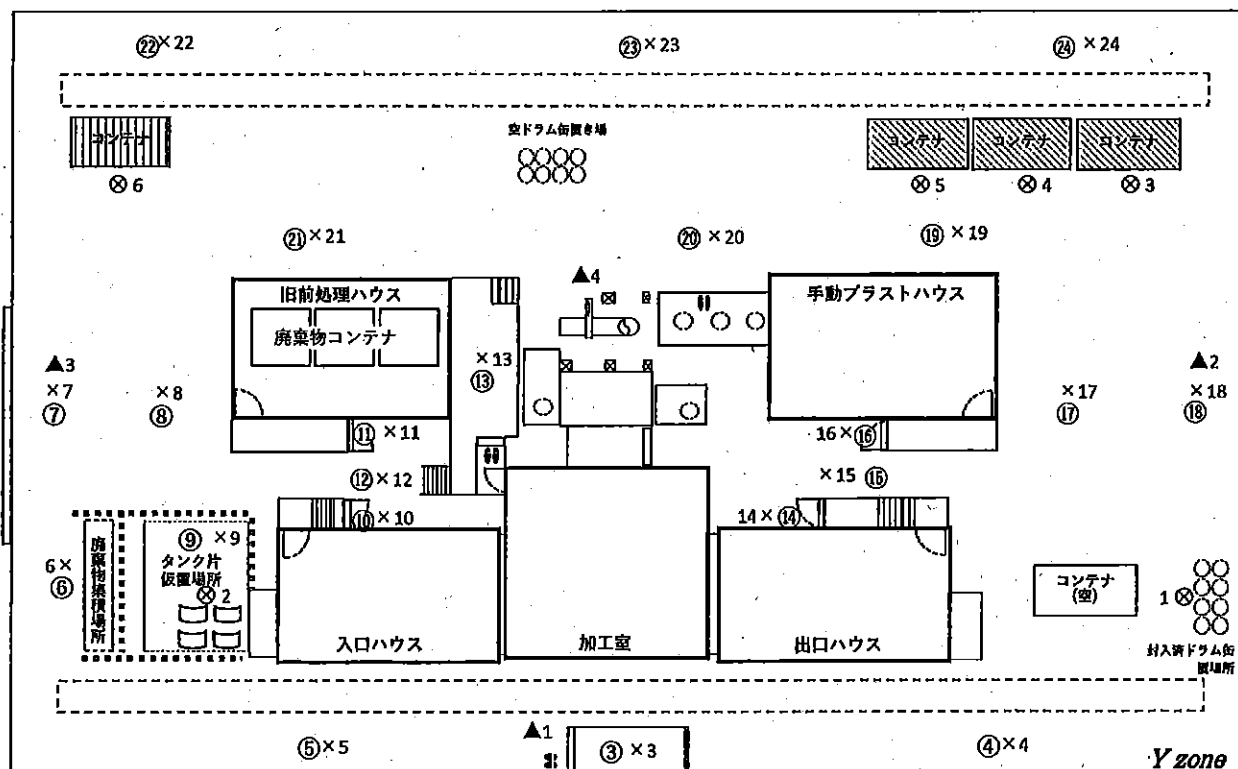 ㉒×22
㉓×23
㉔×24
コンテナ
空ドラム缶置き場
コンテナ
コンテナ
コンテナ
⊗6
⊗5
⊗4
⊗3
㉑×21
⑳×20
⑲×19
▲4
旧前処理ハウス
手動ブラストハウス
廃棄物コンテナ
▲3
×13
⑬
▲2
×7
⑦
×8
⑧
×17
⑰
×18
⑱
⑪×11
16×⑯
⑫×12
×15 ⑮
⑩×10
14×⑭
⑨ ×9
6×
⑥
廃棄物集積場所
タンク片
仮置場所
⊗2
コンテナ
(空)
1⊗
入口ハウス
加工室
出口ハウス
封入済ドラム缶
置場所
▲1
⑤×5
③×3
④×4
Y zone